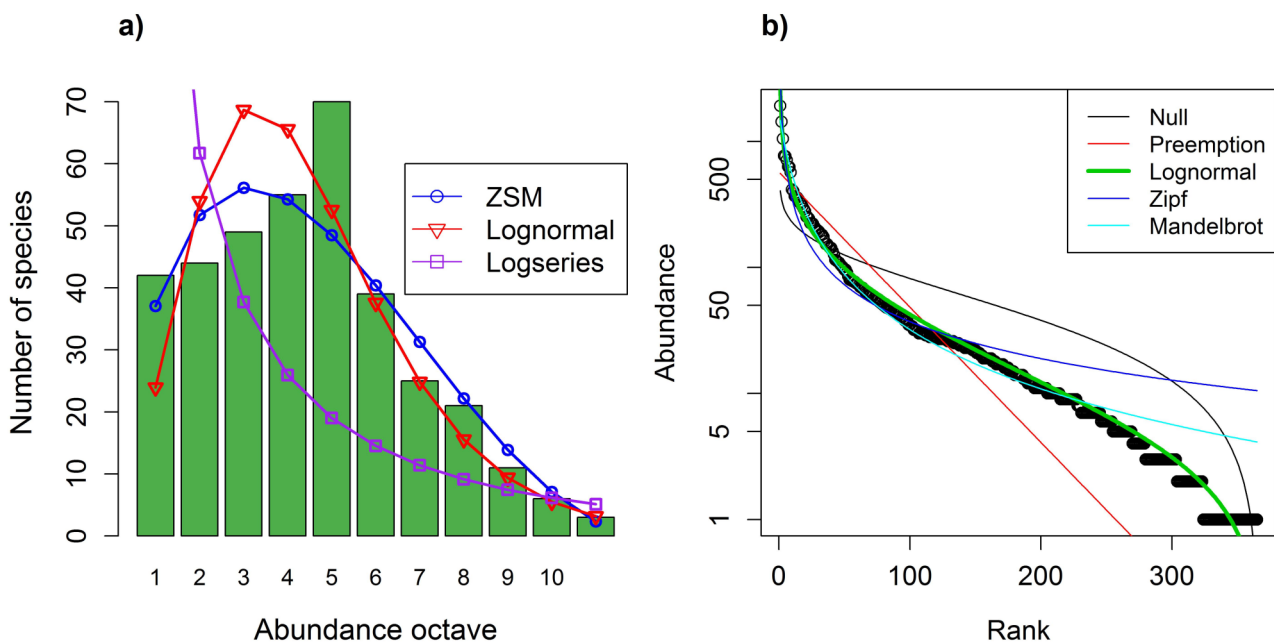 a)
Number of species
70
60
50
40
30
20
10
0
ZSM
Lognormal
Logseries
1 2 3 4 5 6 7 8 9 10
Abundance octave
b)
Abundance
500
50
5
1
Null
Preemption
Lognormal
Zipf
Mandelbrot
0 100 200 300
Rank